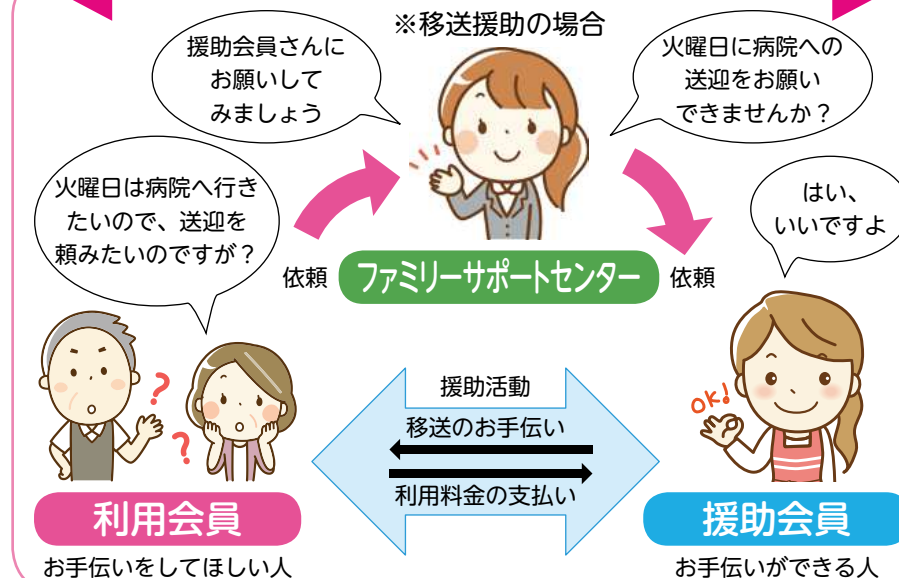 ※移送援助の場合
援助会員さんに
お願いして
みましょう
火曜日に病院への
送迎をお願い
できませんか？
火曜日は病院へ行き
たいので、送迎を
頼みたいのですが？
はい、
いいですよ
依頼
ファミリーサポートセンター
依頼
?
?
OK!
援助活動
移送のお手伝い
利用料金の支払い
利用会員
お手伝いをしてほしい人
援助会員
お手伝いができる人